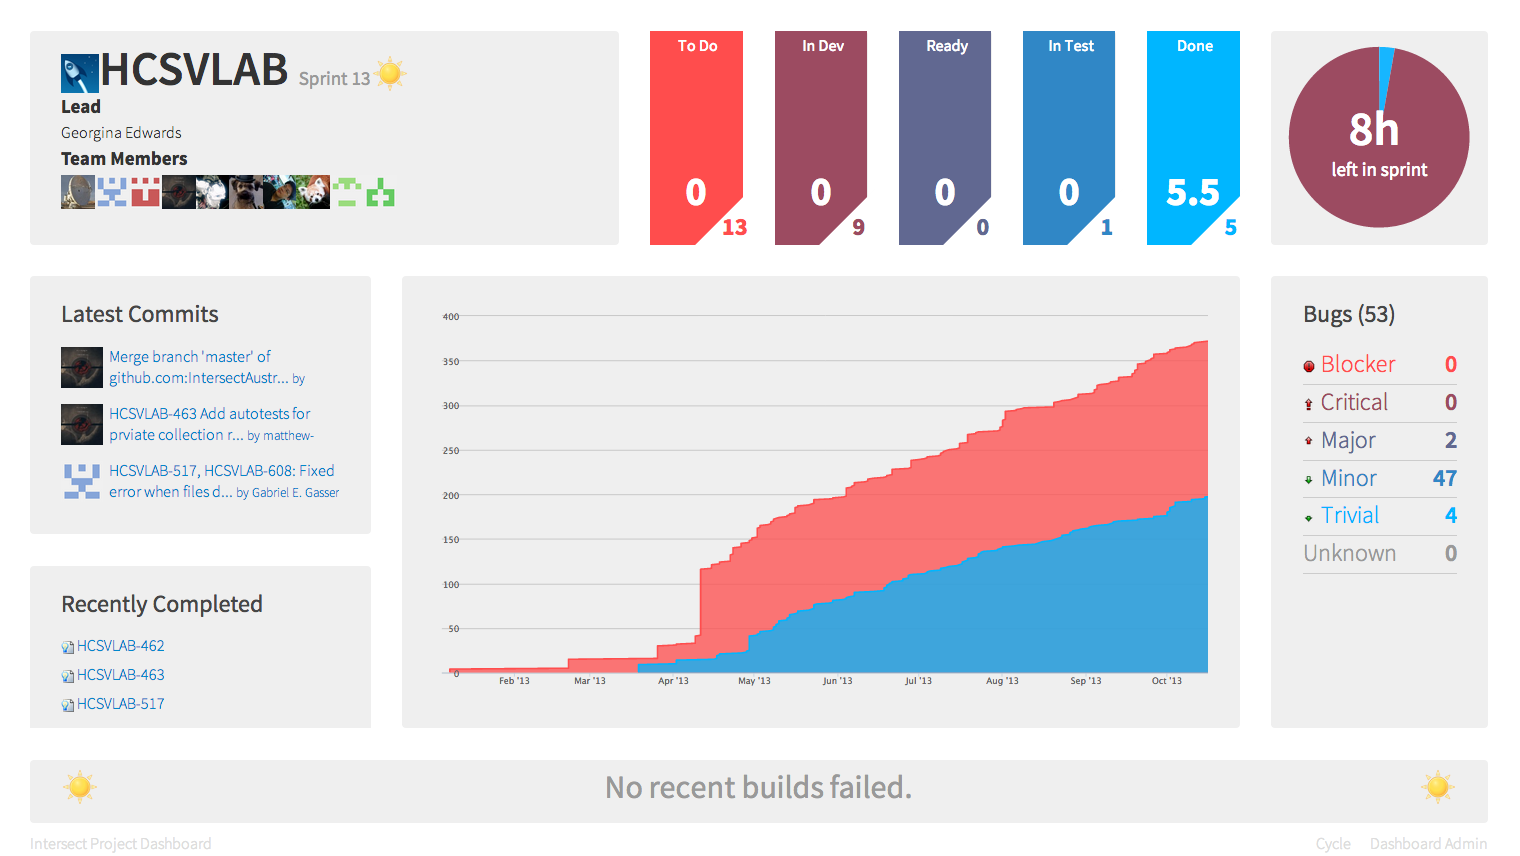 HCSVLAB Sprint 13
Lead
Georgina Edwards
Team Members
To Do
0
13
In Dev
0
9
Ready
0
0
In Test
0
1
Done
5.5
5
8h
left in sprint
Latest Commits
Merge branch 'master' of
github.com:IntersectAustr... by
HCSVLAB-463 Add autotests for
prviate collection r... by matthew-
HCSVLAB-517, HCSVLAB-608: Fixed
error when files d... by Gabriel E. Gasser
Recently Completed
HCSVLAB-462
HCSVLAB-463
HCSVLAB-517
400
350
300
250
200
150
100
50
0
Feb '13 Mar '13 Apr '13 May '13 Jun '13 Jul '13 Aug '13 Sep '13 Oct '13
Bugs (53)
Blocker 0
Critical 0
Major 2
Minor 47
Trivial 4
Unknown 0
No recent builds failed.
Intersect Project Dashboard
Cycle Dashboard Admin